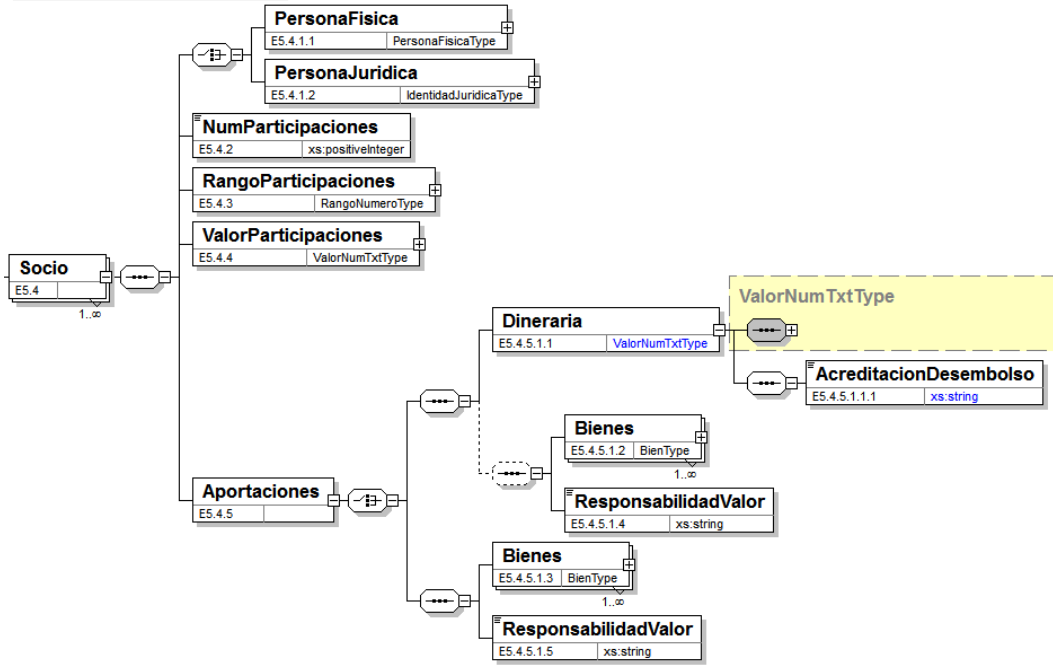 PersonaFisica
E5.4.1.1 PersonaFisicaType
PersonaJuridica
E5.4.1.2 IdentidadJuridicaType
NumParticipaciones
E5.4.2 xs:positiveInteger
RangoParticipaciones
E5.4.3 RangoNumeroType
ValorParticipaciones
E5.4.4 ValorNumTxtType
Socio
E5.4
1..∞
ValorNumTxtType
Dineraria
E5.4.5.1.1 ValorNumTxtType
AcreditacionDesembolso
E5.4.5.1.1.1 xs:string
Bienes
E5.4.5.1.2 BienType
1..∞
ResponsabilidadValor
E5.4.5.1.4 xs:string
Aportaciones
E5.4.5
Bienes
E5.4.5.1.3 BienType
1..∞
ResponsabilidadValor
E5.4.5.1.5 xs:string